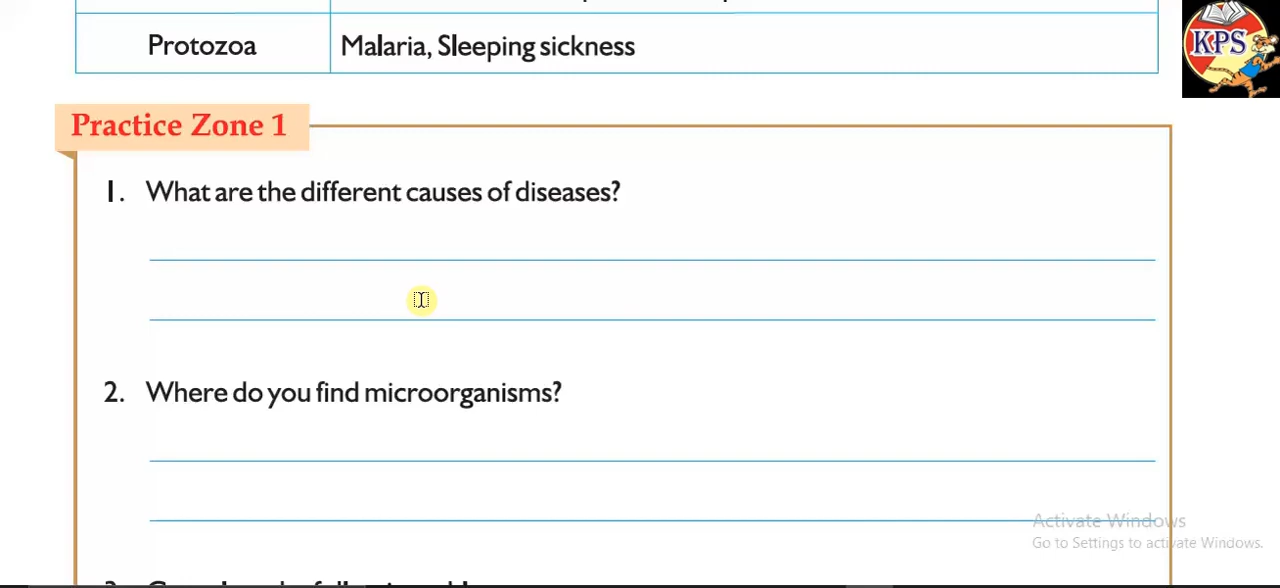 Protozoa
Malaria, Sleeping sickness
KPS
Practice Zone 1
1. What are the different causes of diseases?
2. Where do you find microorganisms?
Activate Windows
Go to Settings to activate Windows.